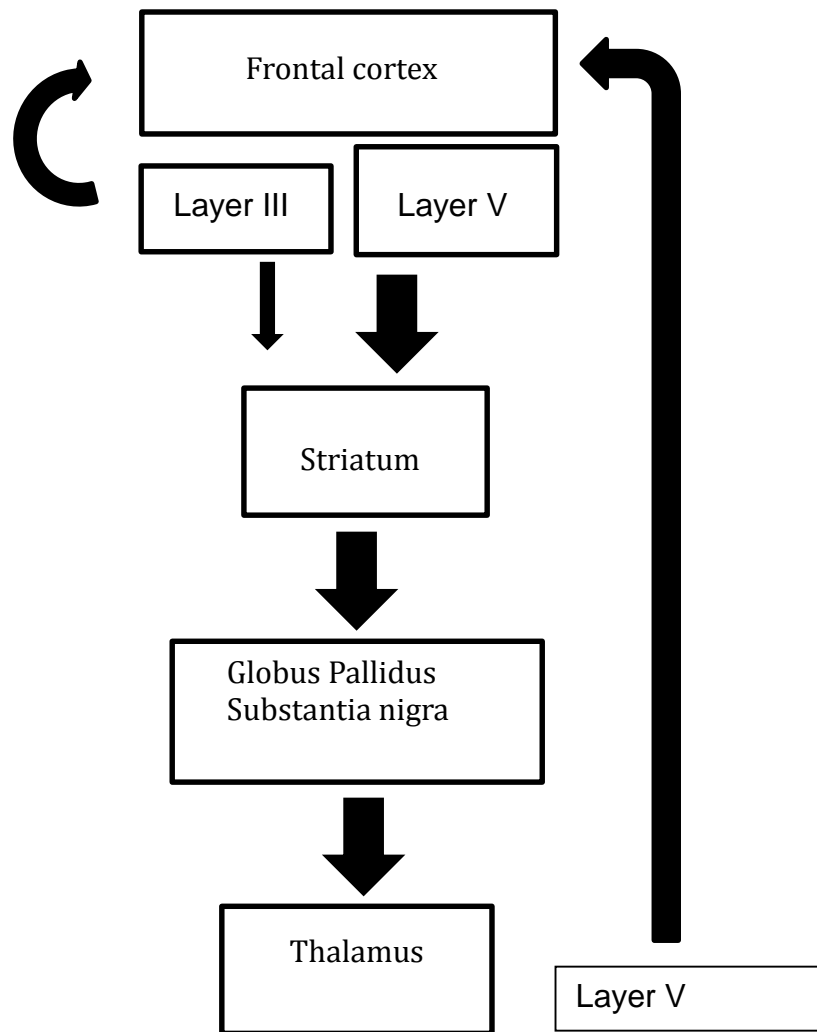 Frontal cortex
Layer III
Layer V
Striatum
Globus Pallidus
Substantia nigra
Thalamus
Layer V